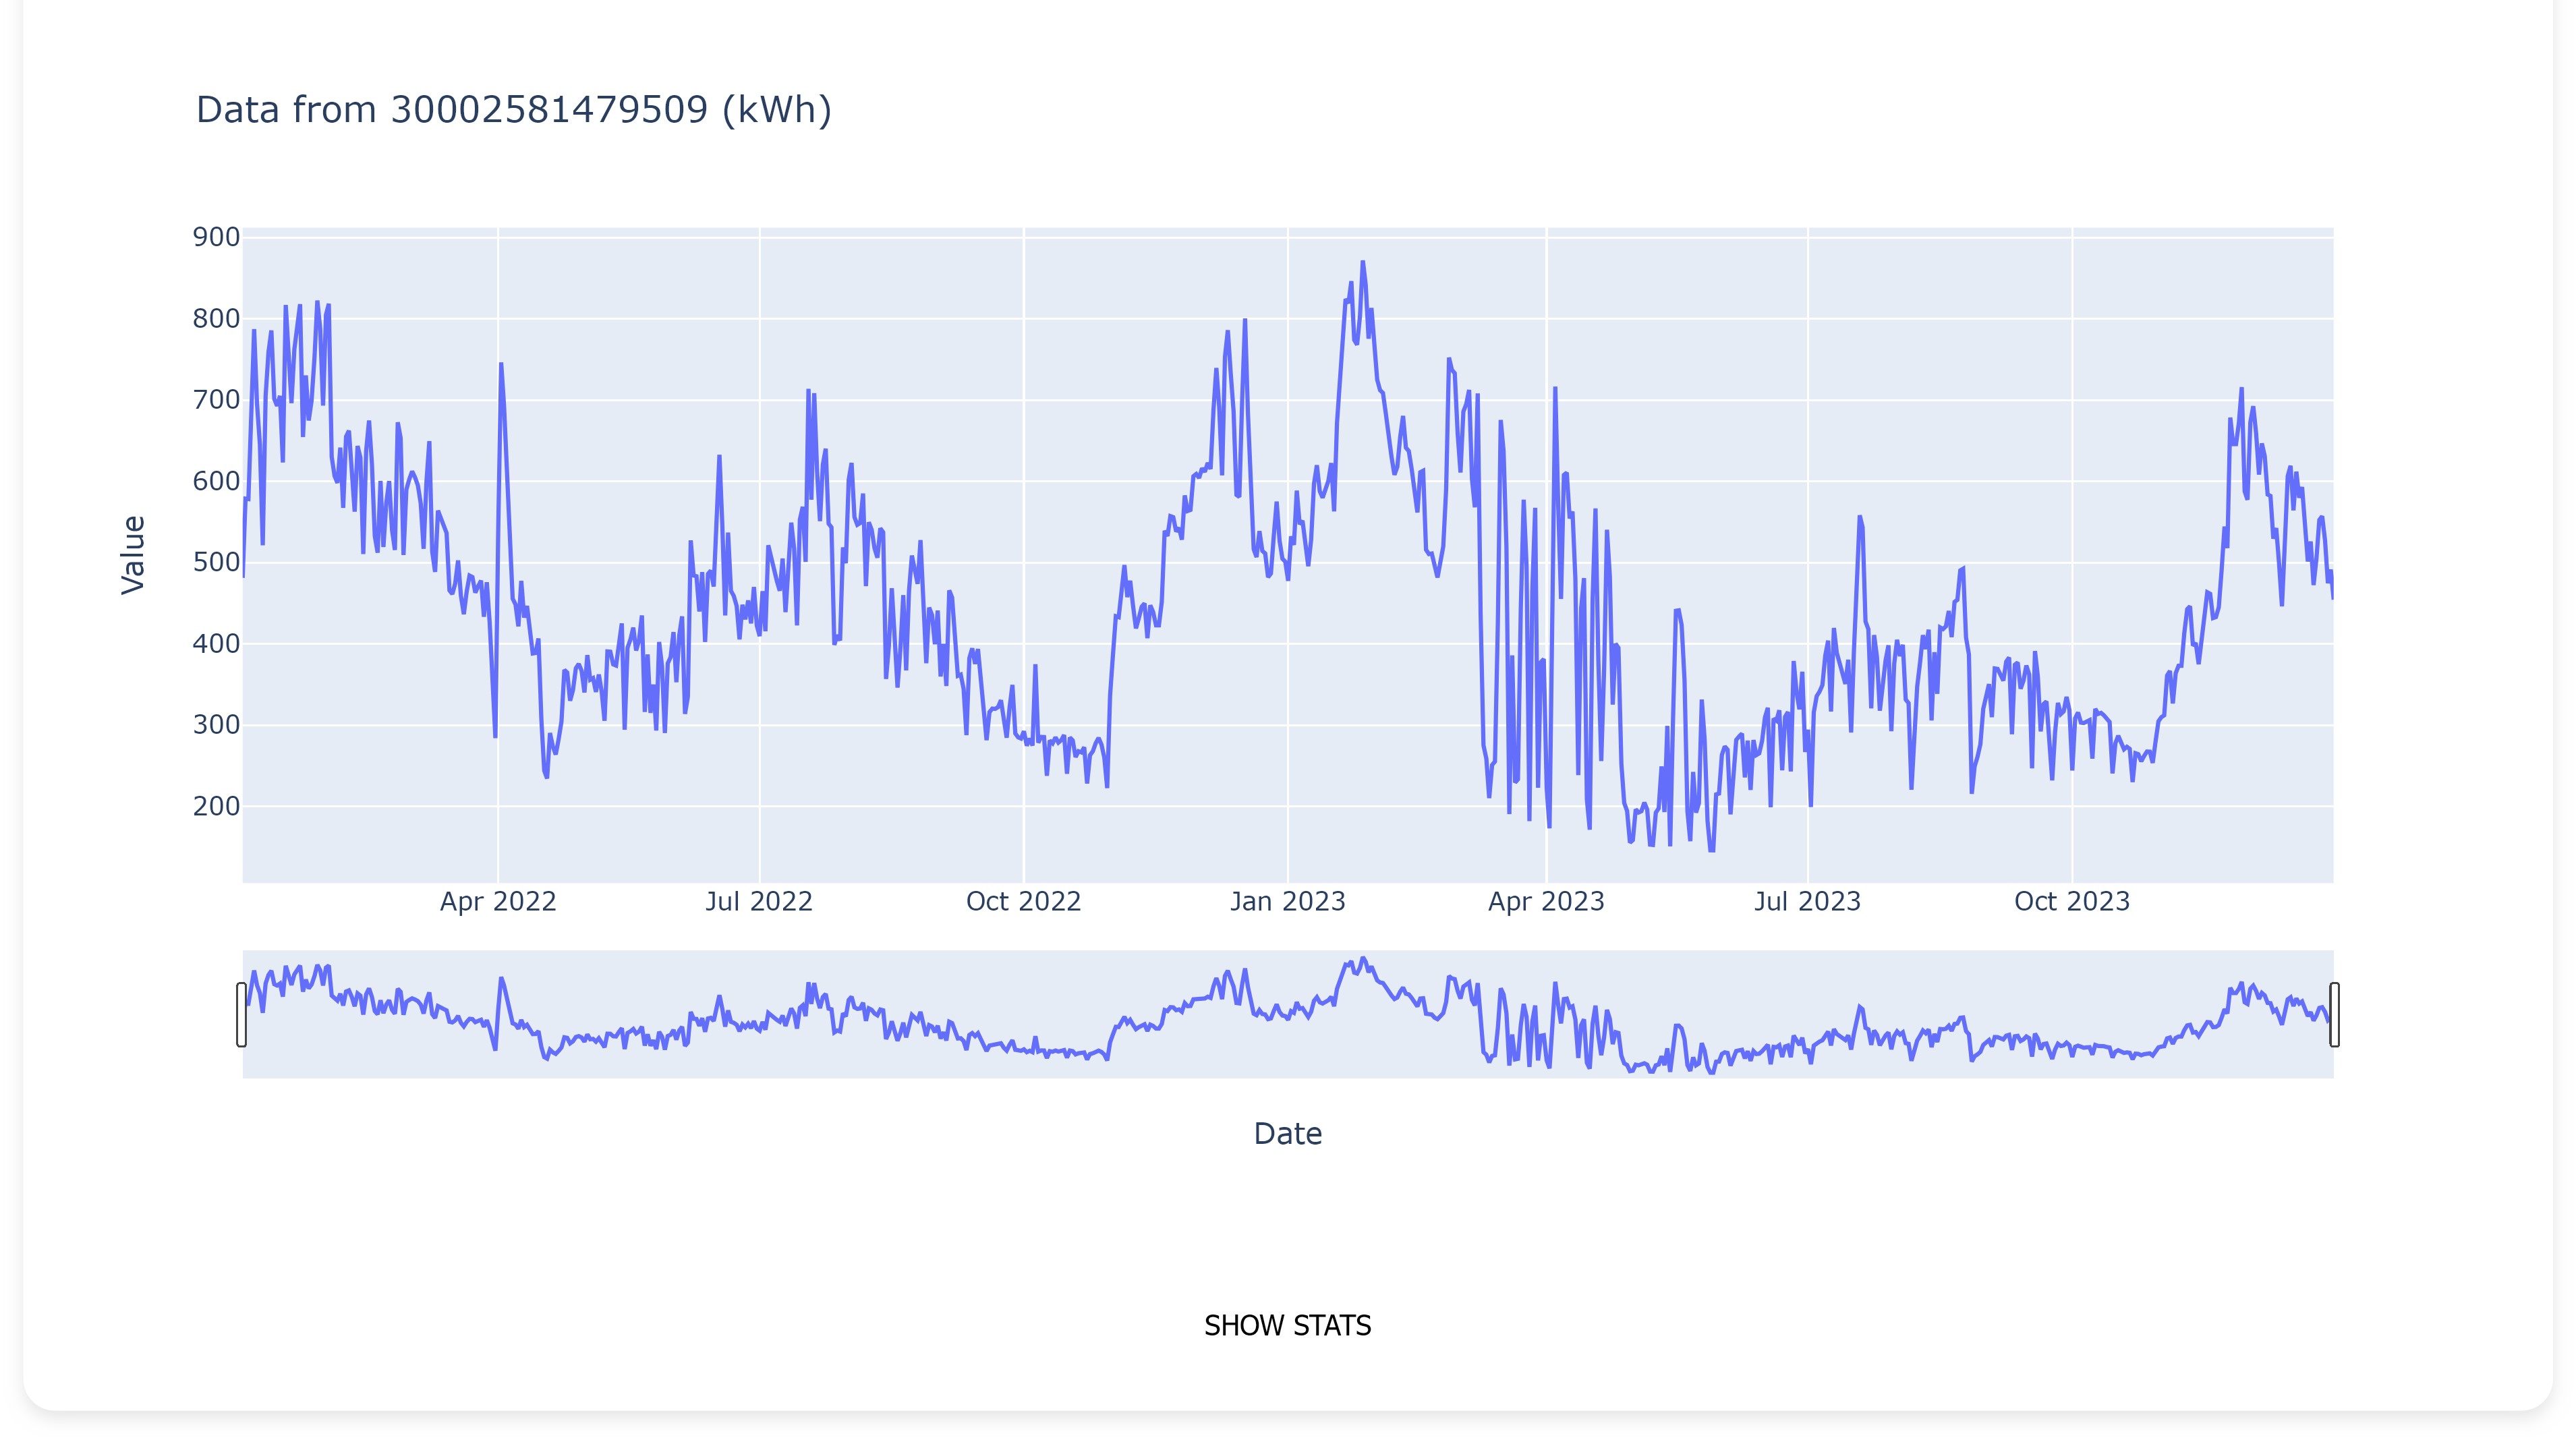 Data from 30002581479509 (kWh)
900
800
700
600
500
400
300
200
Value
Apr 2022
Jul 2022
Oct 2022
Jan 2023
Apr 2023
Jul 2023
Oct 2023
Date
SHOW STATS